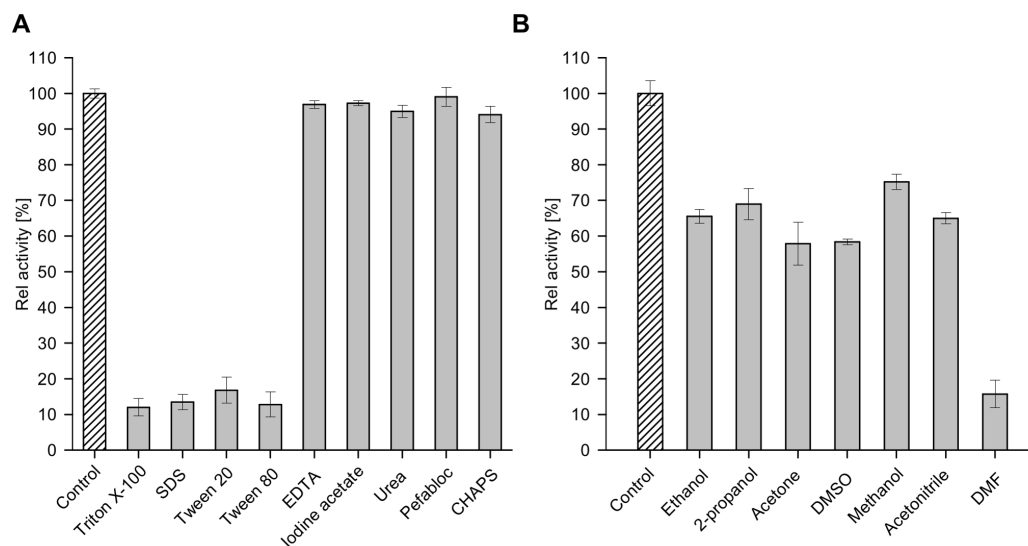 A
Rel activity [%]
110
100
90
80
70
60
50
40
30
20
10
0
Control
Triton X-100
SDS
Tween 20
Tween 80
EDTA
Iodine acetate
Urea
Pefabloc
CHAPS
B
Rel activity [%]
110
100
90
80
70
60
50
40
30
20
10
0
Control
Ethanol
2-propanol
Acetone
DMSO
Methanol
Acetonitrile
DMF